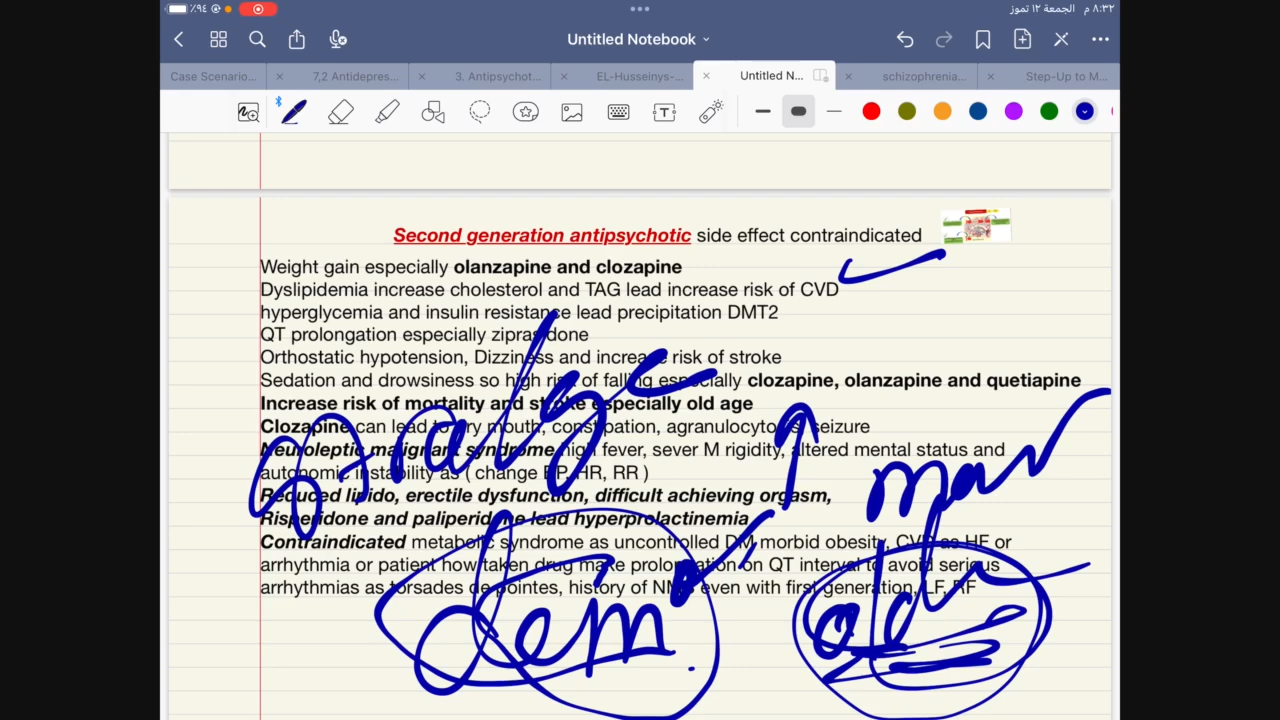 ٪٩٤
الجمعة ١٢ تموز ٨:٣٢ م
Untitled Notebook
Case Scenario...
7,2 Antidepres...
3. Antipsychot...
EL-Husseinys-...
Untitled N...
schizophrenia...
Step-Up to M...
Second generation antipsychotic side effect contraindicated
Weight gain especially olanzapine and clozapine
Dyslipidemia increase cholesterol and TAG lead increase risk of CVD
hyperglycemia and insulin resistance lead precipitation DMT2
QT prolongation especially ziprasidone
Orthostatic hypotension, Dizziness and increase risk of stroke
Sedation and drowsiness so high risk of falling especially clozapine, olanzapine and quetiapine
Increase risk of mortality and stroke especially old age
Clozapine can lead to dry mouth, constipation, agranulocytosis, seizure
Neuroleptic malignant syndrome high fever, sever M rigidity, altered mental status and
autonomic instability as ( change BP, HR, RR )
Reduced lipido, erectile dysfunction, difficult achieving orgasm,
Risperidone and paliperidone lead hyperprolactinemia
Contraindicated metabolic syndrome as uncontrolled DM morbid obesity, CVD as HF or
arrhythmia or patient how taken drug make prolongation on QT interval to avoid serious
arrhythmias as torsades de pointes, history of NMS even with first generation, LF, RF
old